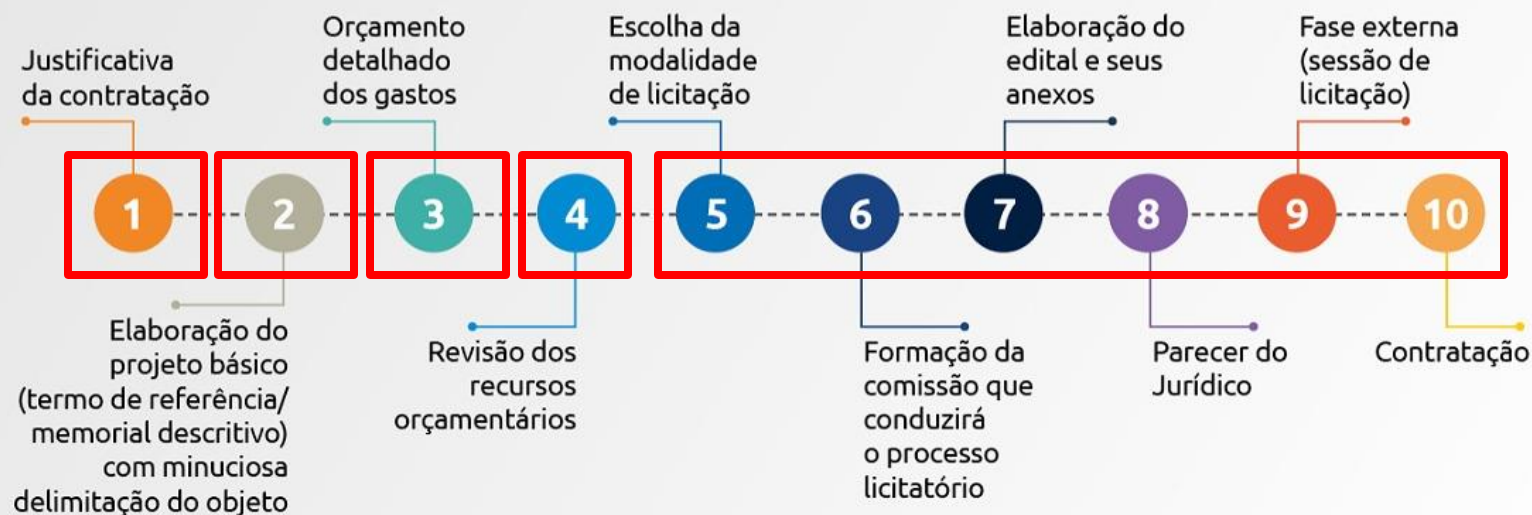 Justificativa
da contratação
Orçamento
detalhado
dos gastos
Escolha da
modalidade
de licitação
Elaboração do
edital e seus
anexos
Fase externa
(sessão de
licitação)
1
2
3
4
5
6
7
8
9
10
Elaboração do
projeto básico
(termo de referência/
memorial descritivo)
com minuciosa
delimitação do objeto
Revisão dos
recursos
orçamentários
Formação da
comissão que
conduzirá
o processo
licitatório
Parecer do
Jurídico
Contratação